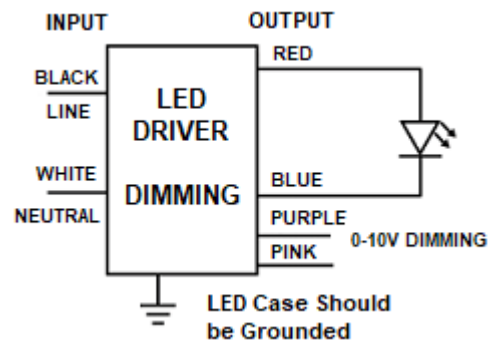 INPUT
OUTPUT
BLACK
LINE
WHITE
NEUTRAL
LED
DRIVER
DIMMING
RED
BLUE
PURPLE
PINK
0-10V DIMMING
LED Case Should
be Grounded